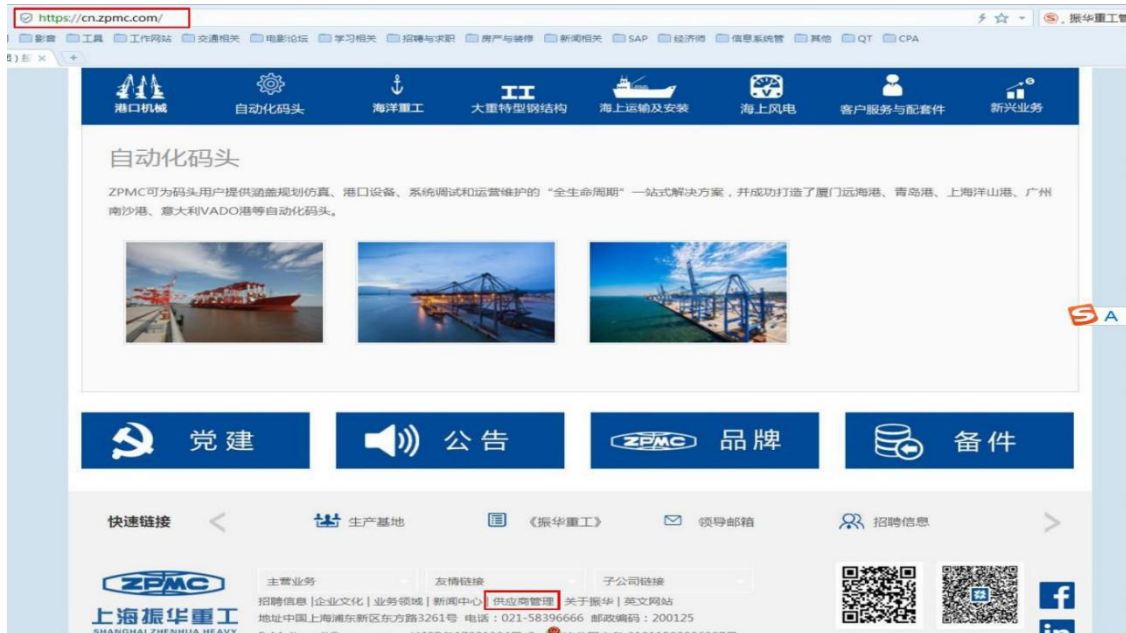 https://cn.zpmc.com/
振华重工管
影音 工具 工作网站 交通相关 电影论坛 学习相关 招聘与求职 房产与装修 新闻相关 SAP 经济师 信息系统管 其他 QT CPA
港口机械 自动化码头 海洋重工 大重特型钢结构 海上运输及安装 海上风电 客户服务与配套件 新兴业务
自动化码头
ZPMC可为码头用户提供涵盖规划仿真、港口设备、系统调试和运营维护的“全生命周期”一站式解决方案，并成功打造了厦门远海港、青岛港、上海洋山港、广州
南沙港、意大利VADO港等自动化码头。
S A
党建 公告 ZPMC 品牌 备件
快速链接 < 生产基地 《振华重工》 领导邮箱 招聘信息 >
ZPMC
上海振华重工
SHANGHAI ZHENHUA HEAVY
主营业务 友情链接 子公司链接
招聘信息|企业文化|业务领域|新闻中心|供应商管理 关于振华|英文网站
地址中国上海浦东新区东方路3261号 电话：021-58396666 邮政编码：200125
f
in